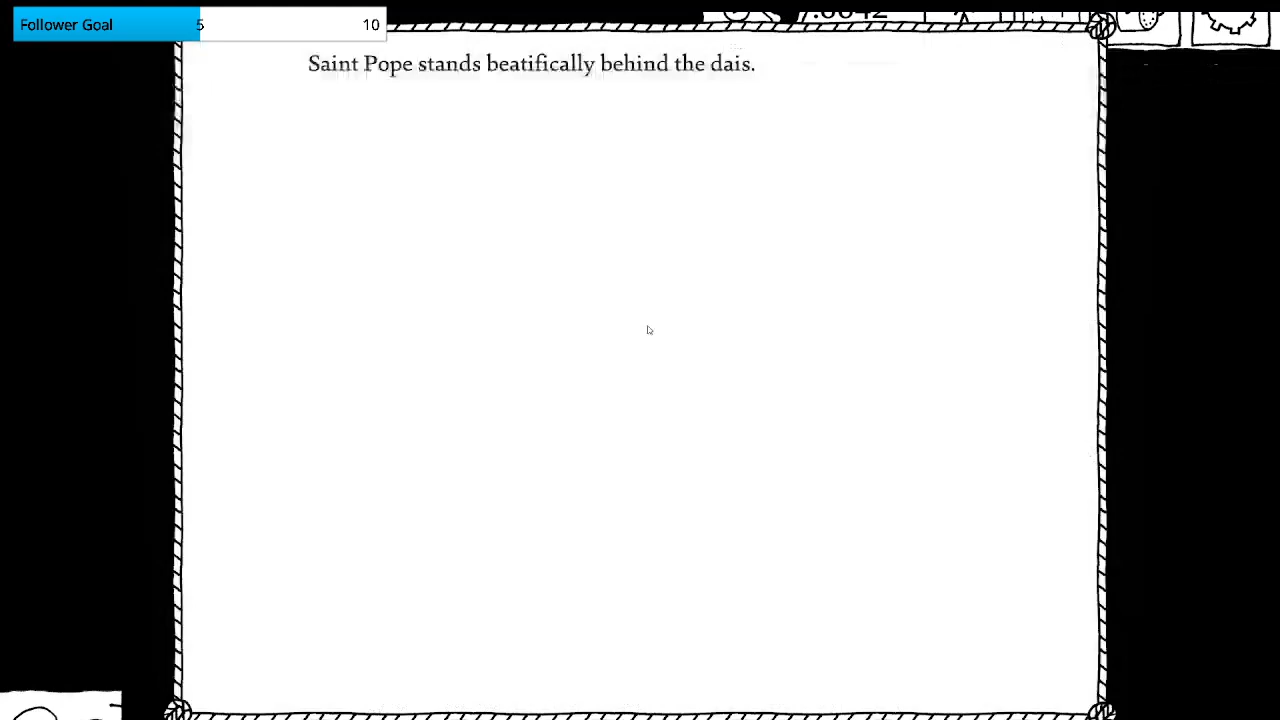 Follower Goal 5 10
Saint Pope stands beatifically behind the dais.